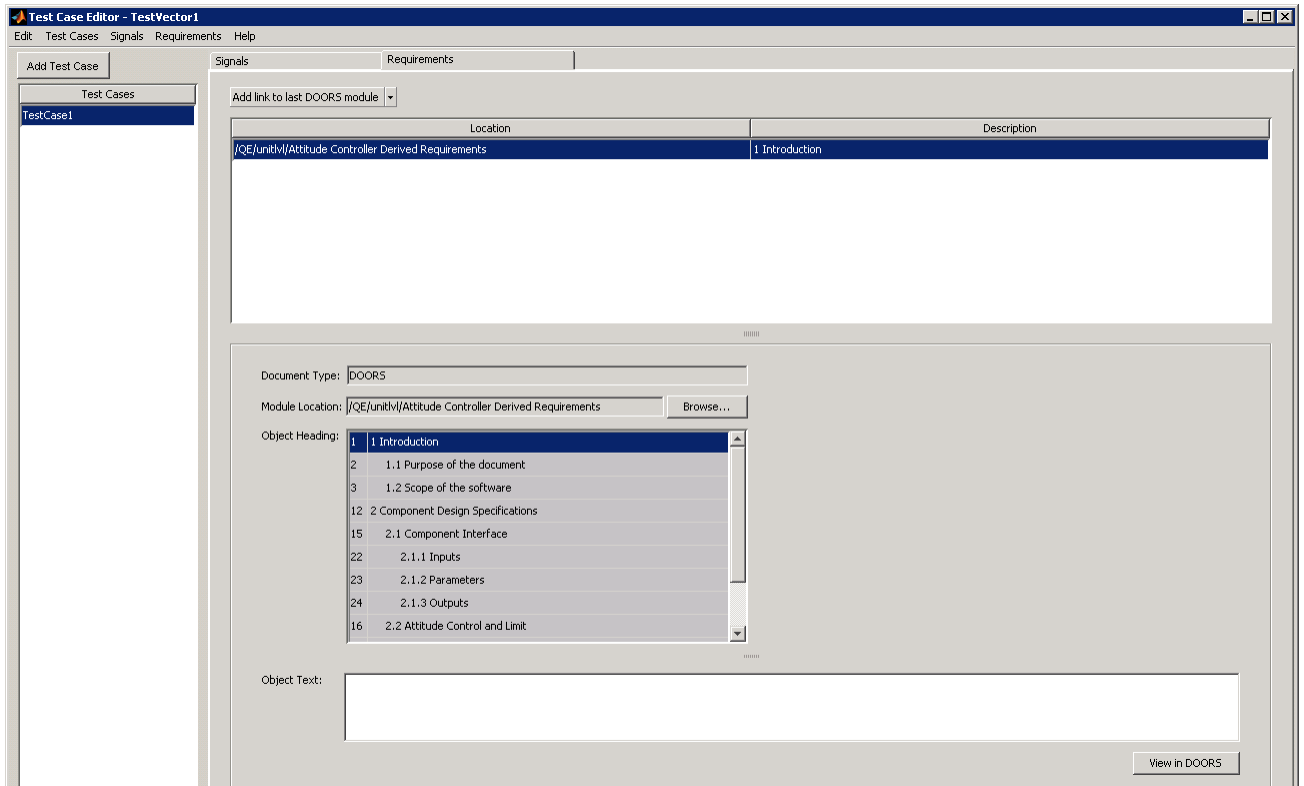 Test Case Editor - TestVector1
Edit Test Cases Signals Requirements Help
Add Test Case
Test Cases
TestCase1
Signals Requirements
Add link to last DOORS module
Location Description
/QE/unitlvl/Attitude Controller Derived Requirements 1 Introduction
Document Type: DOORS
Module Location: /QE/unitlvl/Attitude Controller Derived Requirements Browse...
Object Heading:
1 1 Introduction
2 1.1 Purpose of the document
3 1.2 Scope of the software
12 2 Component Design Specifications
15 2.1 Component Interface
22 2.1.1 Inputs
23 2.1.2 Parameters
24 2.1.3 Outputs
16 2.2 Attitude Control and Limit
Object Text:
View in DOORS